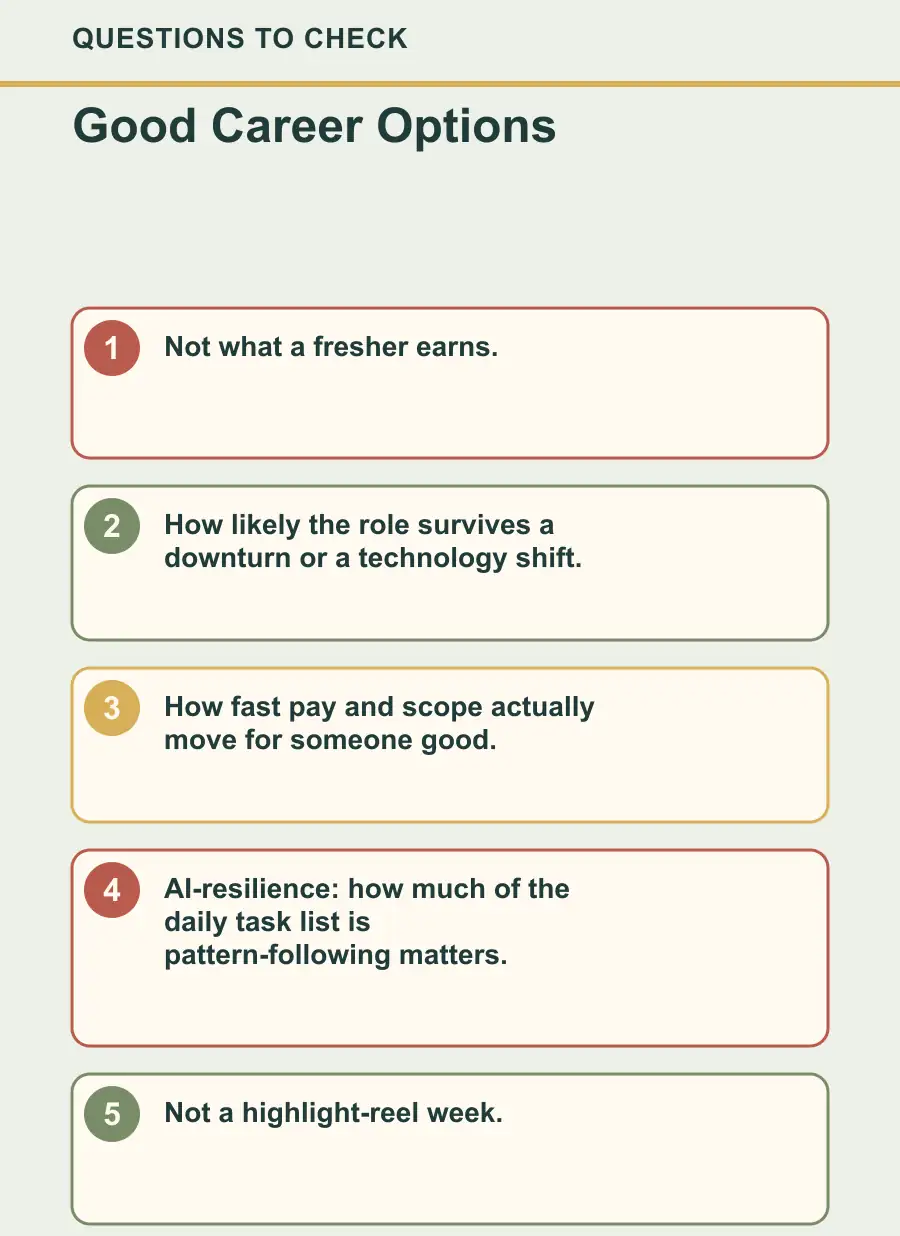 QUESTIONS TO CHECK
Good Career Options
1
Not what a fresher earns.
2
How likely the role survives a
downturn or a technology shift.
3
How fast pay and scope actually
move for someone good.
4
AI-resilience: how much of the
daily task list is
pattern-following matters.
5
Not a highlight-reel week.